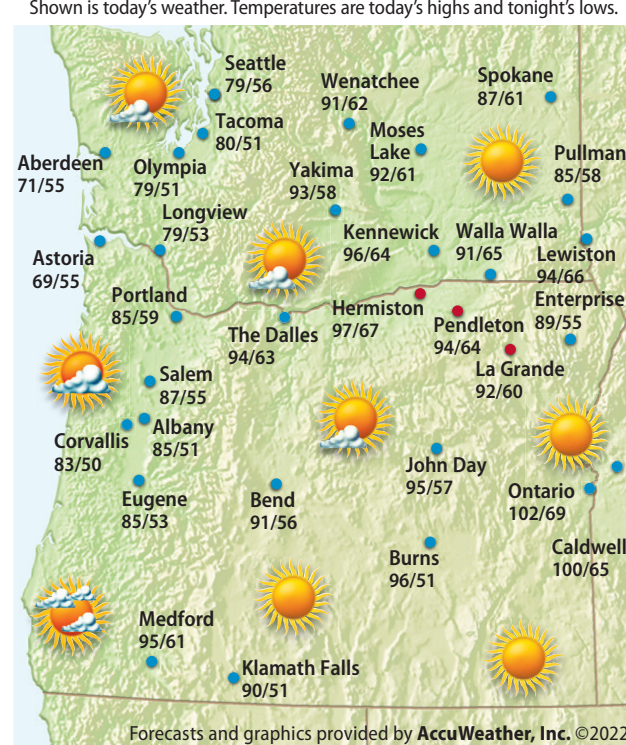 Shown is today's weather. Temperatures are today's highs and tonight's lows.
Seattle
79/56
Wenatchee
91/62
Spokane
87/61
Tacoma
80/51
Moses
Lake
92/61
Aberdeen
71/55
Olympia
79/51
Yakima
93/58
Pullman
85/58
Longview
79/53
Kennewick
96/64
Walla Walla
91/65
Lewiston
94/66
Astoria
69/55
Portland
85/59
The Dalles
94/63
Hermiston
97/67
Pendleton
94/64
Enterprise
89/55
La Grande
92/60
Salem
87/55
Albany
85/51
Corvallis
83/50
John Day
95/57
Eugene
85/53
Bend
91/56
Ontario
102/69
Burns
96/51
Caldwell
100/65
Medford
95/61
Klamath Falls
90/51
Forecasts and graphics provided by AccuWeather, Inc. ©2022